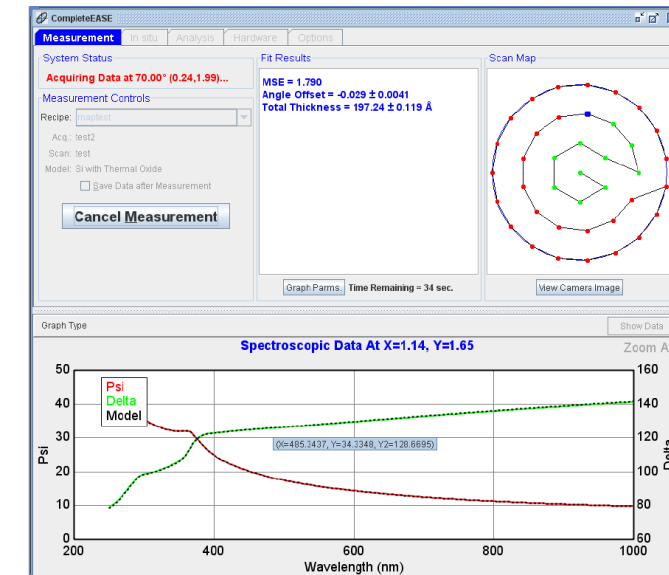 CompleteEASE
Measurement In situ Analysis Hardware Options
System Status
Acquiring Data at 70.00° (0.24,1.99)...
Measurement Controls
Recipe: maptest
Acq.: test2
Scan: test
Model: Si with Thermal Oxide
Save Data after Measurement
Cancel Measurement
Fit Results
MSE = 1.790
Angle Offset = -0.029 ± 0.0041
Total Thickness = 197.24 ± 0.119 Å
Graph Parms. Time Remaining = 34 sec.
Scan Map
View Camera Image
Graph Type
Show Data
Spectroscopic Data At X=1.14, Y=1.65
Zoom A
Psi
Delta
Model
(X=485.3437, Y=34.3348, Y2=128.6695)
50
40
30
20
10
0
Psi
160
140
120
100
80
60
Delta
200 400 600 800 1000
Wavelength (nm)